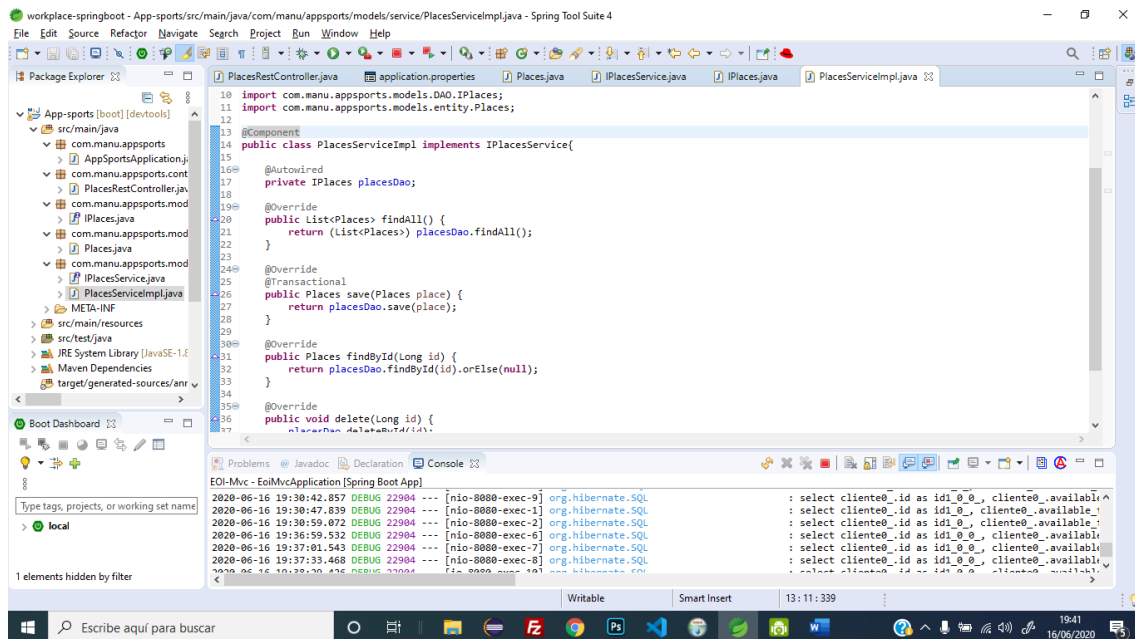 workplace-springboot - App-sports/src/main/java/com/manu/appsports/models/service/PlacesServiceImpl.java - Spring Tool Suite 4
File Edit Source Refactor Navigate Search Project Run Window Help
Package Explorer
App-sports [boot] [devtools]
src/main/java
com.manu.appsports
AppSportsApplication.j
com.manu.appsports.cont
PlacesRestController.jav
com.manu.appsports.mod
IPlaces.java
com.manu.appsports.mod
Places.java
com.manu.appsports.mod
IPlacesService.java
PlacesServiceImpl.java
META-INF
src/main/resources
src/test/java
JRE System Library [JavaSE-1.8
Maven Dependencies
target/generated-sources/anr
Boot Dashboard
Type tags, projects, or working set name
local
1 elements hidden by filter
PlacesRestController.java application.properties Places.java IPlacesService.java IPlaces.java PlacesServiceImpl.java
10 import com.manu.appsports.models.DAO.IPlaces;
11 import com.manu.appsports.models.entity.Places;
12
13 @Component
14 public class PlacesServiceImpl implements IPlacesService{
15
16 @Autowired
17 private IPlaces placesDao;
18
19 @Override
20 public List<Places> findAll() {
21 return (List<Places>) placesDao.findAll();
22 }
23
24 @Override
25 @Transactional
26 public Places save(Places place) {
27 return placesDao.save(place);
28 }
29
30 @Override
31 public Places findById(Long id) {
32 return placesDao.findById(id).orElse(null);
33 }
34
35 @Override
36 public void delete(Long id) {
37 placesDao.deleteById(id);
Problems Javadoc Declaration Console
EOI-Mvc - EoiMvcApplication [Spring Boot App]
2020-06-16 19:30:42.857 DEBUG 22904 --- [nio-8080-exec-9] org.hibernate.SQL : select cliente0_.id as id1_0_0_, cliente0_.available
2020-06-16 19:30:47.839 DEBUG 22904 --- [nio-8080-exec-1] org.hibernate.SQL : select cliente0_.id as id1_0_, cliente0_.available_t
2020-06-16 19:30:59.072 DEBUG 22904 --- [nio-8080-exec-2] org.hibernate.SQL : select cliente0_.id as id1_0_, cliente0_.available_t
2020-06-16 19:36:59.532 DEBUG 22904 --- [nio-8080-exec-6] org.hibernate.SQL : select cliente0_.id as id1_0_0_, cliente0_.available
2020-06-16 19:37:01.543 DEBUG 22904 --- [nio-8080-exec-7] org.hibernate.SQL : select cliente0_.id as id1_0_0_, cliente0_.available
2020-06-16 19:37:33.468 DEBUG 22904 --- [nio-8080-exec-8] org.hibernate.SQL : select cliente0_.id as id1_0_0_, cliente0_.available
Writable Smart Insert 13 : 11 : 339
Escribe aquí para buscar
19:41
16/06/2020